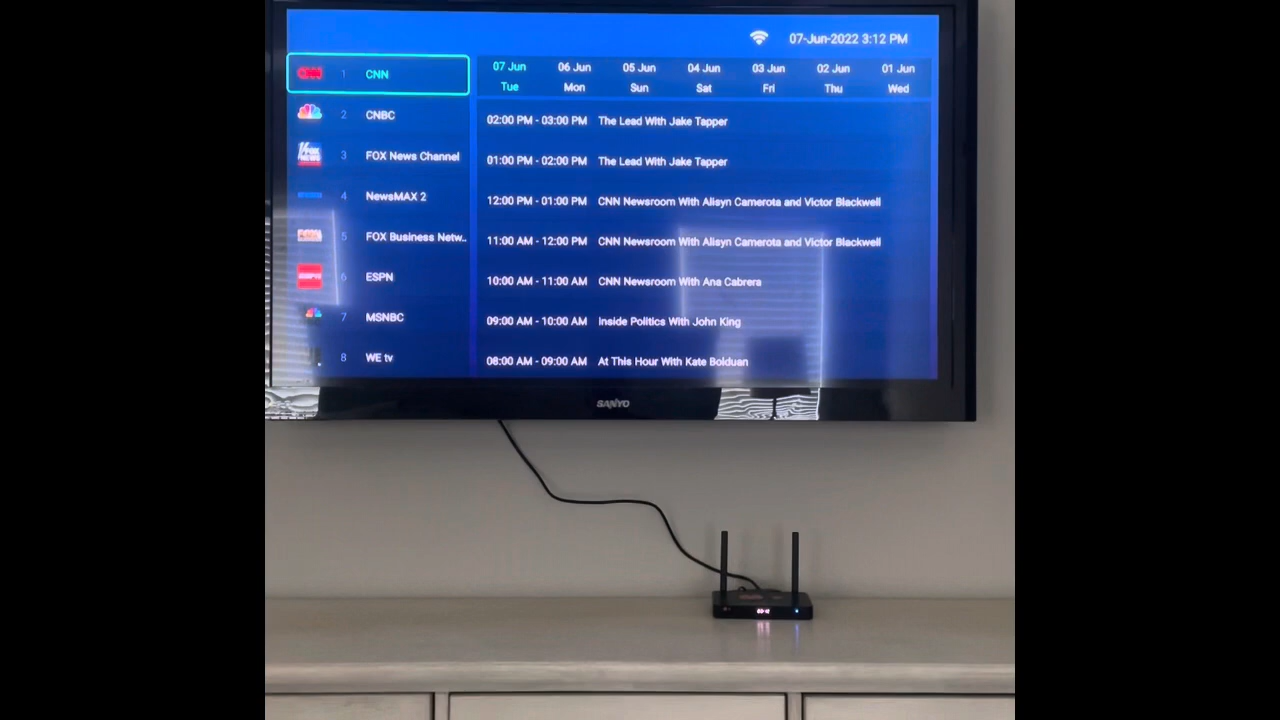 07-Jun-2022 3:12 PM
07 Jun 06 Jun 05 Jun 04 Jun 03 Jun 02 Jun 01 Jun
Tue Mon Sun Sat Fri Thu Wed
1 CNN
2 CNBC
3 FOX News Channel
4 NewsMAX 2
5 FOX Business Netw..
6 ESPN
7 MSNBC
8 WE tv
02:00 PM - 03:00 PM The Lead With Jake Tapper
01:00 PM - 02:00 PM The Lead With Jake Tapper
12:00 PM - 01:00 PM CNN Newsroom With Alisyn Camerota and Victor Blackwell
11:00 AM - 12:00 PM CNN Newsroom With Alisyn Camerota and Victor Blackwell
10:00 AM - 11:00 AM CNN Newsroom With Ana Cabrera
09:00 AM - 10:00 AM Inside Politics With John King
08:00 AM - 09:00 AM At This Hour With Kate Bolduan
SANYO